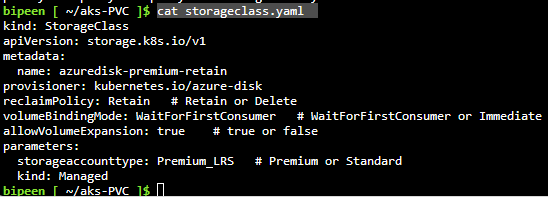 bipeen [ ~/aks-PVC ]$ cat storageclass.yaml
kind: StorageClass
apiVersion: storage.k8s.io/v1
metadata:
  name: azuredisk-premium-retain
provisioner: kubernetes.io/azure-disk
reclaimPolicy: Retain   # Retain or Delete
volumeBindingMode: WaitForFirstConsumer   # WaitForFirstConsumer or Immediate
allowVolumeExpansion: true    # true or false
parameters:
  storageaccounttype: Premium_LRS   # Premium or Standard
  kind: Managed
bipeen [ ~/aks-PVC ]$